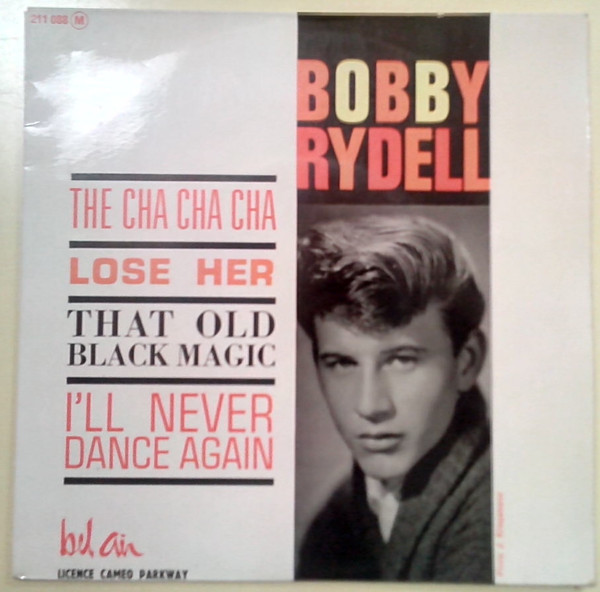 211 088 M
BOBBY
RYDELL
THE CHA CHA CHA
LOSE HER
THAT OLD
BLACK MAGIC
I'LL NEVER
DANCE AGAIN
bel air
LICENCE CAMEO PARKWAY